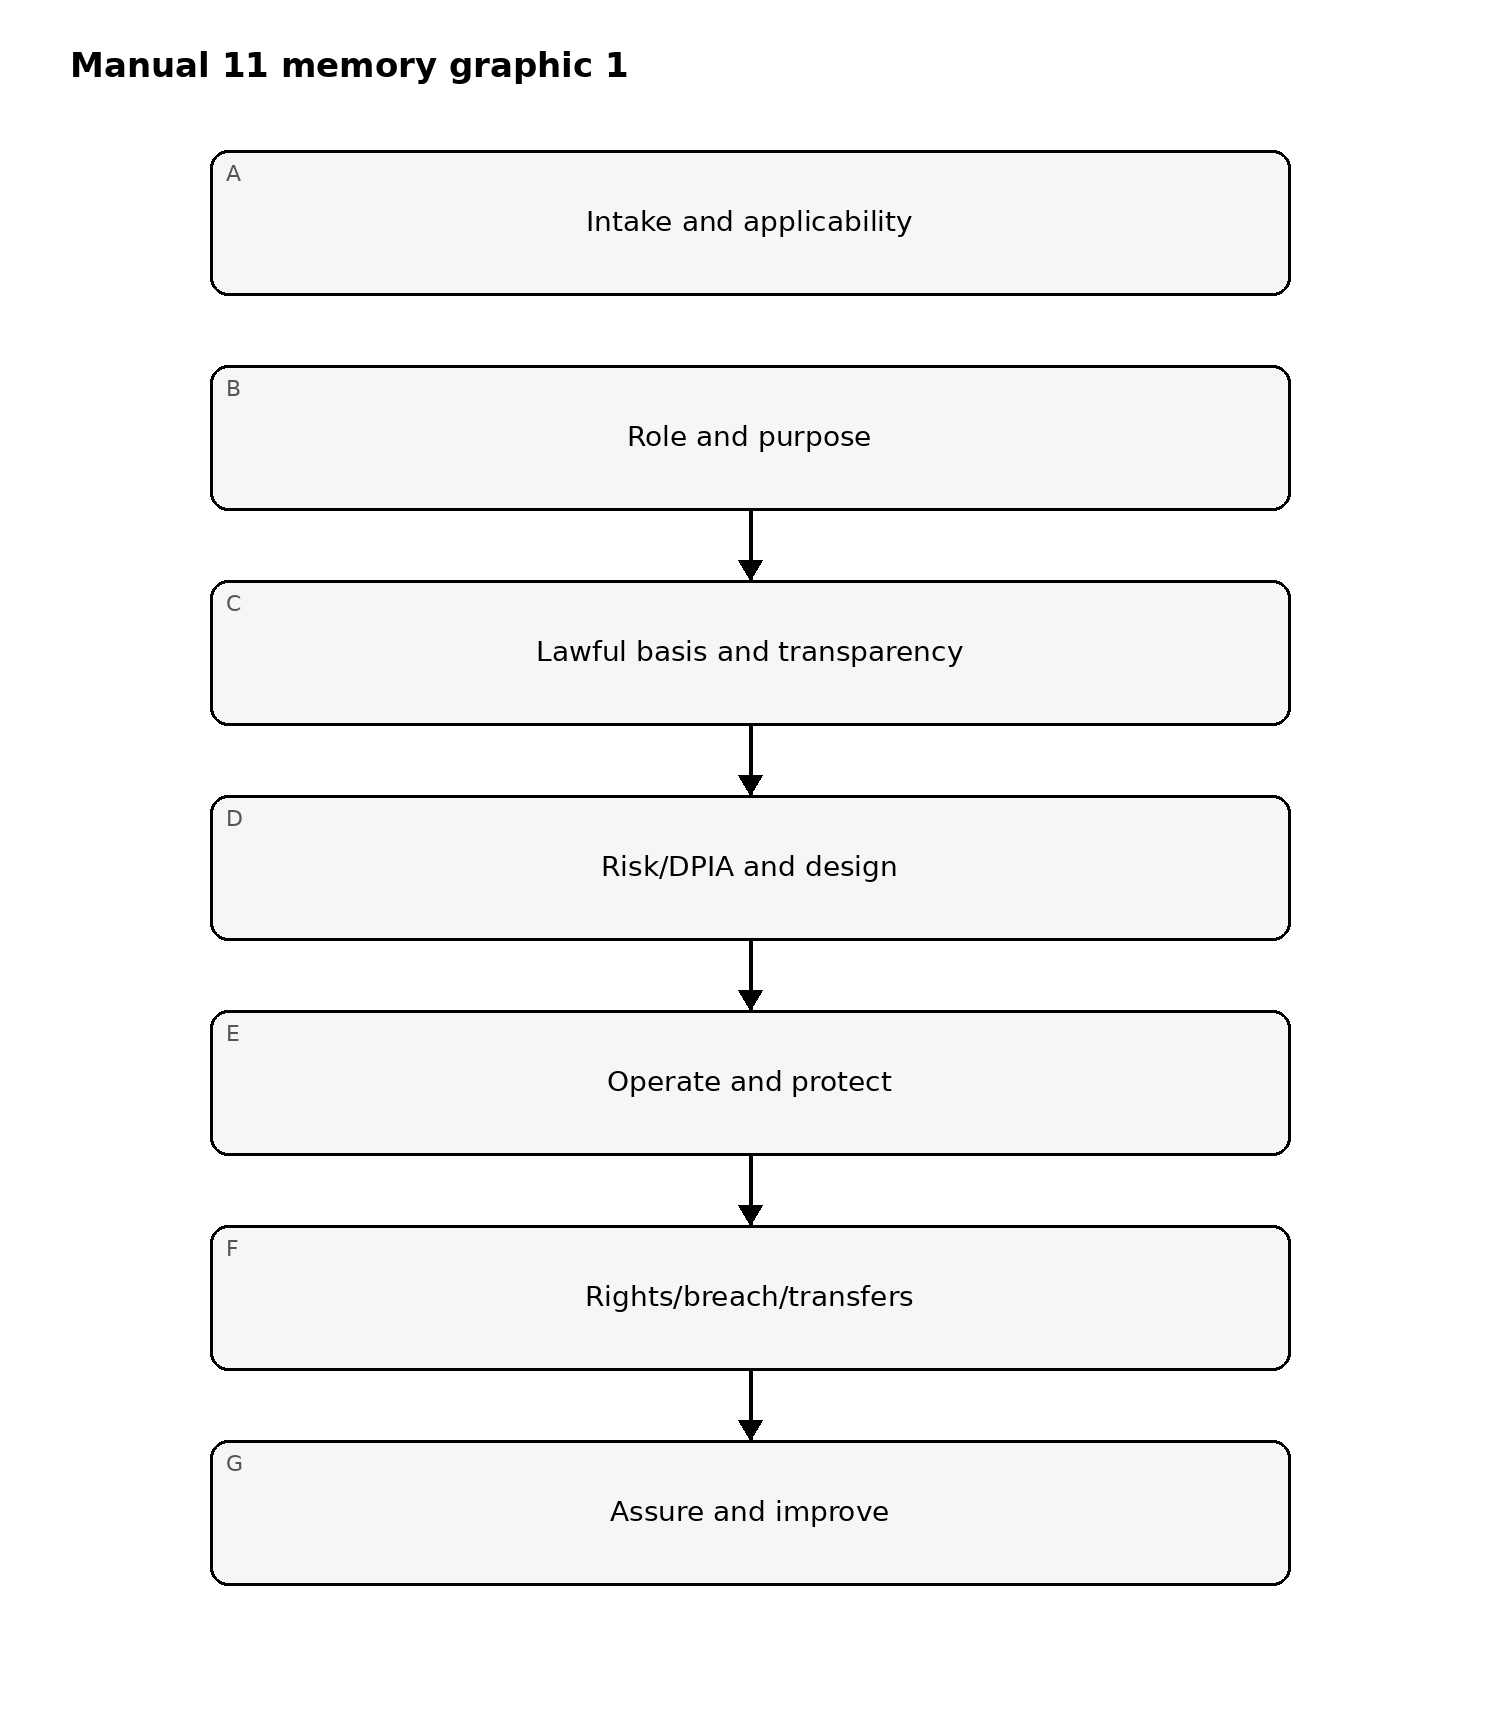 Manual 11 memory graphic 1
A
Intake and applicability
B
Role and purpose
C
Lawful basis and transparency
D
Risk/DPIA and design
E
Operate and protect
F
Rights/breach/transfers
G
Assure and improve